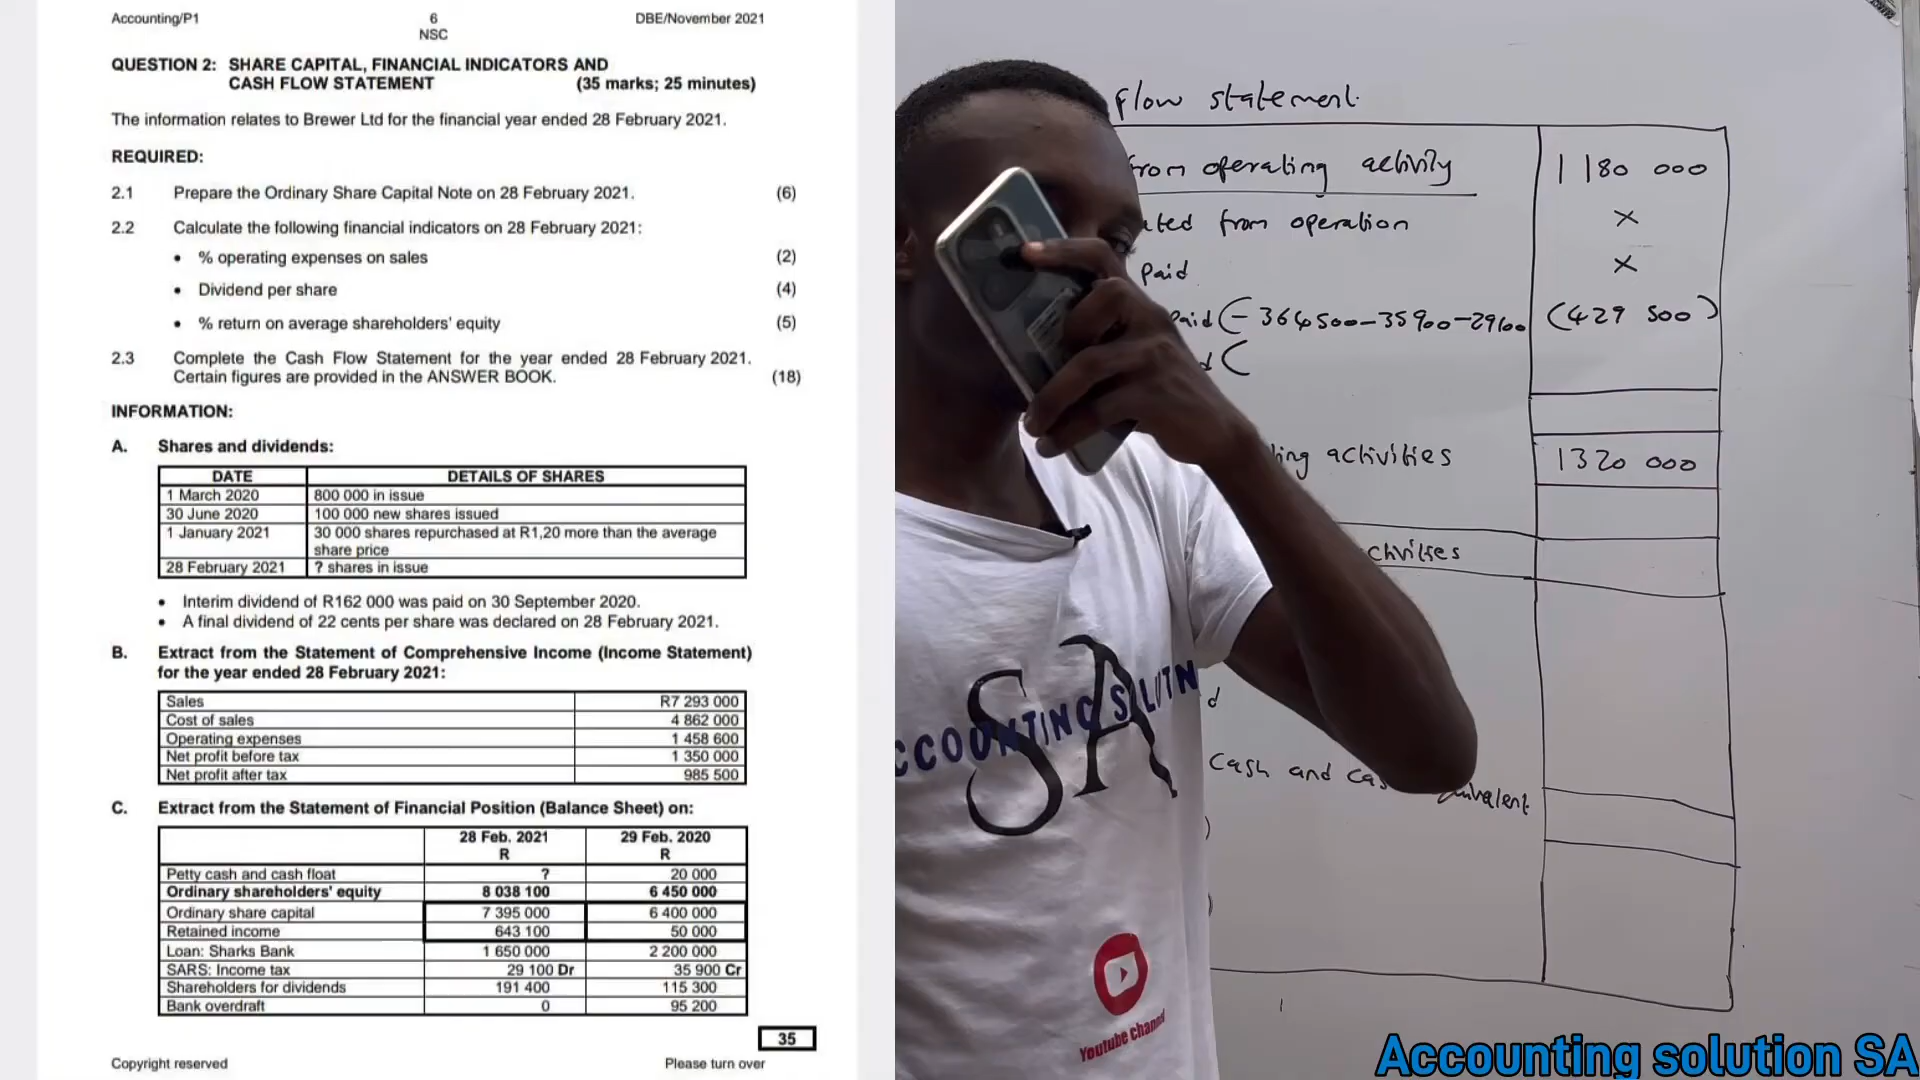 Accounting/P1 6 DBE/November 2021
NSC
QUESTION 2: SHARE CAPITAL, FINANCIAL INDICATORS AND
CASH FLOW STATEMENT (35 marks; 25 minutes)
The information relates to Brewer Ltd for the financial year ended 28 February 2021.
REQUIRED:
2.1 Prepare the Ordinary Share Capital Note on 28 February 2021. (6)
2.2 Calculate the following financial indicators on 28 February 2021:
• % operating expenses on sales (2)
• Dividend per share (4)
• % return on average shareholders' equity (5)
2.3 Complete the Cash Flow Statement for the year ended 28 February 2021.
Certain figures are provided in the ANSWER BOOK. (18)
INFORMATION:
A. Shares and dividends:
DATE DETAILS OF SHARES
1 March 2020 800 000 in issue
30 June 2020 100 000 new shares issued
1 January 2021 30 000 shares repurchased at R1,20 more than the average
share price
28 February 2021 ? shares in issue
• Interim dividend of R162 000 was paid on 30 September 2020.
• A final dividend of 22 cents per share was declared on 28 February 2021.
B. Extract from the Statement of Comprehensive Income (Income Statement)
for the year ended 28 February 2021:
Sales R7 293 000
Cost of sales 4 862 000
Operating expenses 1 458 600
Net profit before tax 1 350 000
Net profit after tax 985 500
C. Extract from the Statement of Financial Position (Balance Sheet) on:
28 Feb. 2021 29 Feb. 2020
R R
Petty cash and cash float ? 20 000
Ordinary shareholders' equity 8 038 100 6 450 000
Ordinary share capital 7 395 000 6 400 000
Retained income 643 100 50 000
Loan: Sharks Bank 1 650 000 2 200 000
SARS: Income tax 29 100 Dr 35 900 Cr
Shareholders for dividends 191 400 115 300
Bank overdraft 0 95 200
35
Copyright reserved Please turn over
flow statement
from operating activity 1 180 000
ated from operation x
paid x
paid (-364500-35900-29100 (429 500)
d (
ing activities 1320 000
ctivities
d
Cash and
ivalent
)
)
ACCOUNTING SOLUTN
SA
Youtube channel
Accounting solution SA